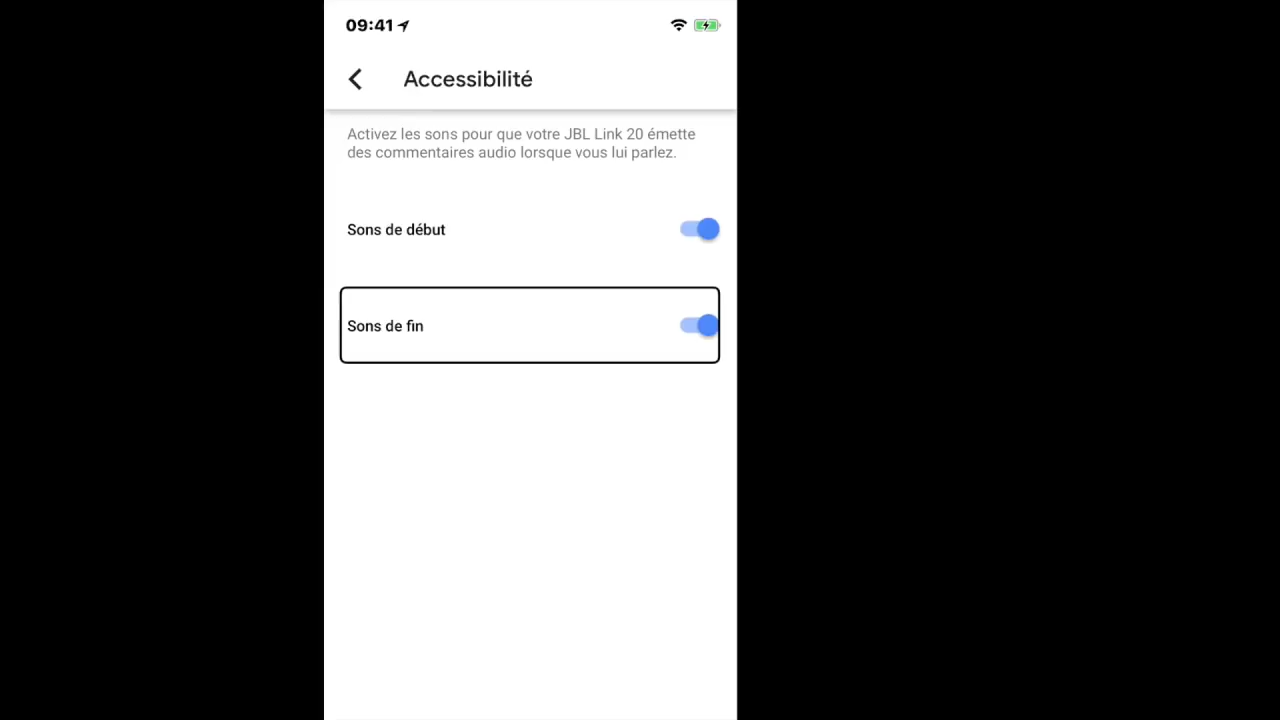 09:41
Accessibilité
Activez les sons pour que votre JBL Link 20 émette
des commentaires audio lorsque vous lui parlez.
Sons de début
Sons de fin